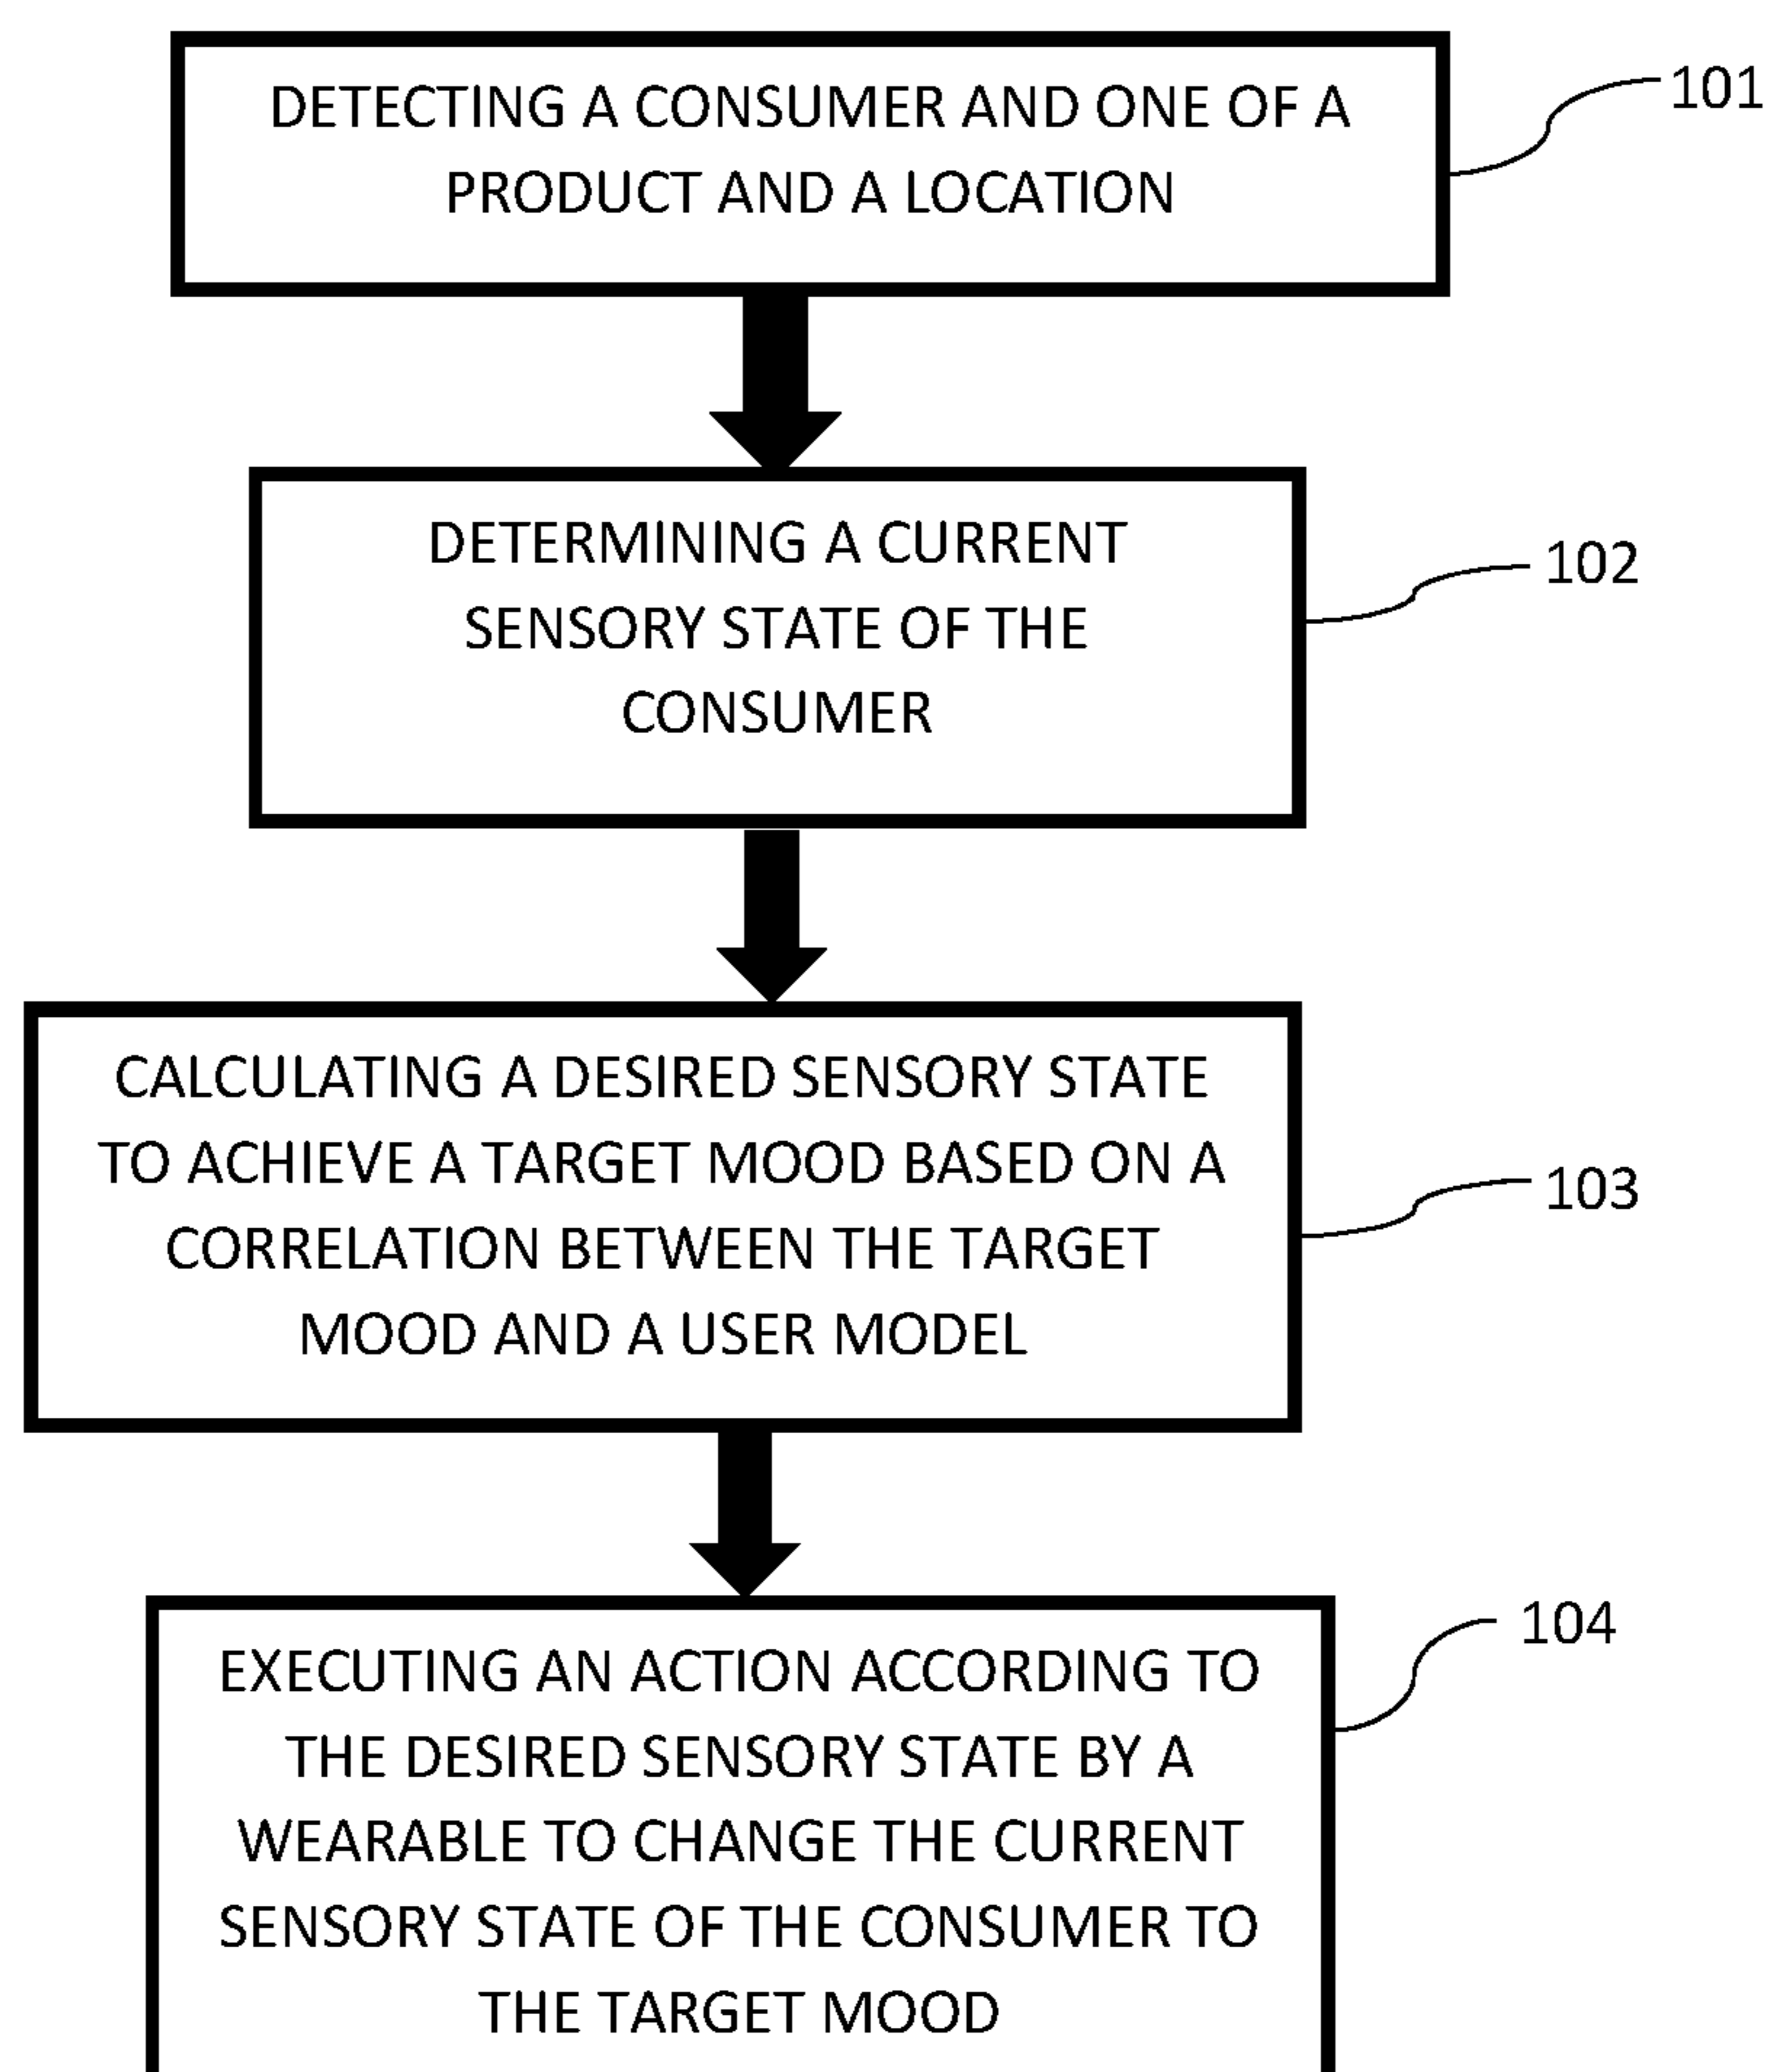 DETECTING A CONSUMER AND ONE OF A
PRODUCT AND A LOCATION
101
DETERMINING A CURRENT
SENSORY STATE OF THE
CONSUMER
102
CALCULATING A DESIRED SENSORY STATE
TO ACHIEVE A TARGET MOOD BASED ON A
CORRELATION BETWEEN THE TARGET
MOOD AND A USER MODEL
103
EXECUTING AN ACTION ACCORDING TO
THE DESIRED SENSORY STATE BY A
WEARABLE TO CHANGE THE CURRENT
SENSORY STATE OF THE CONSUMER TO
THE TARGET MOOD
104